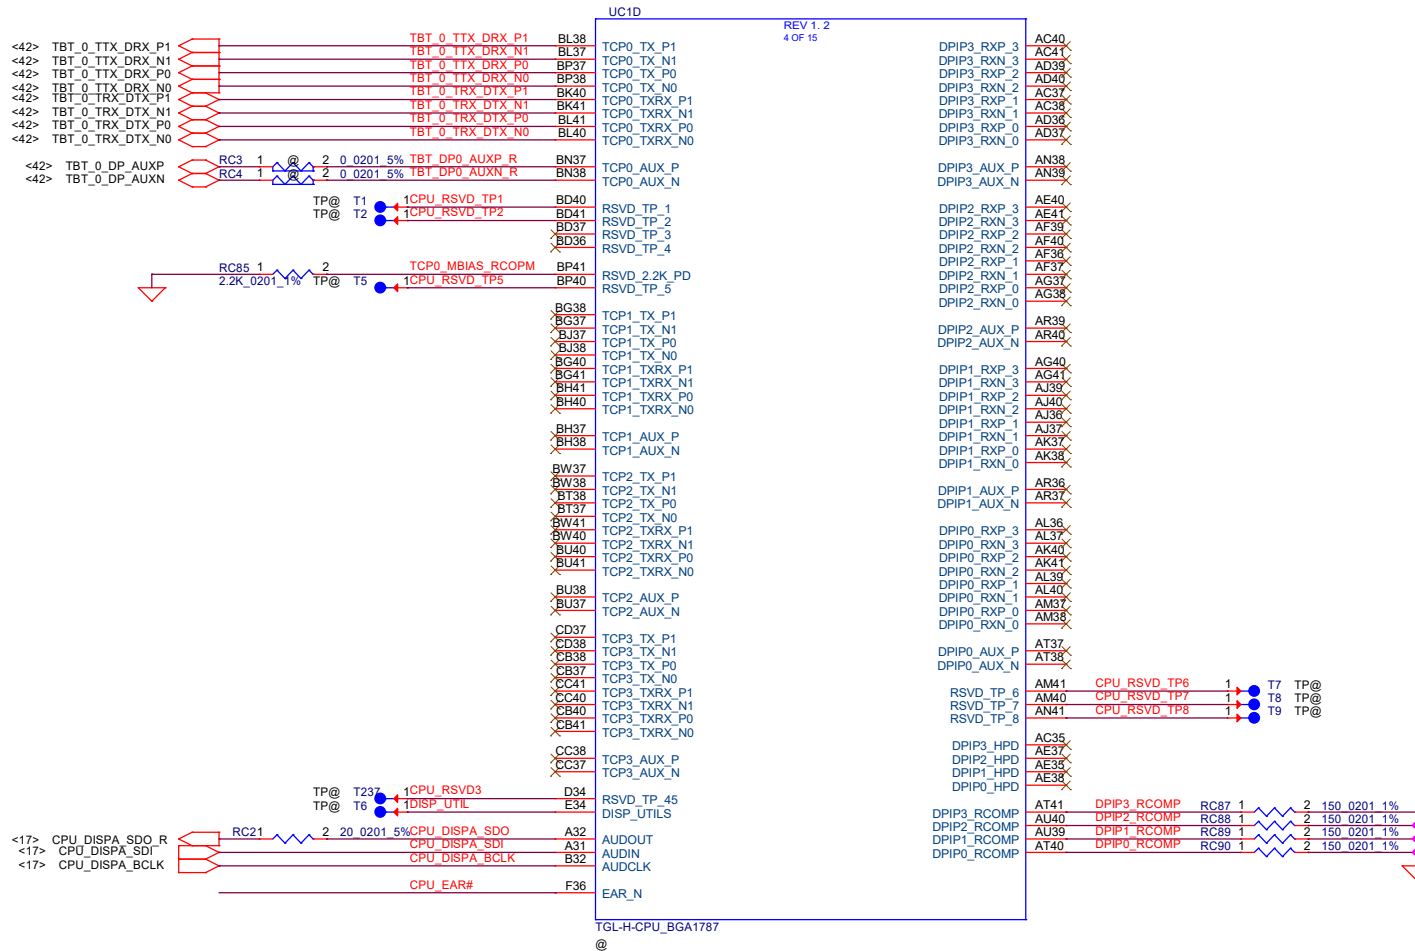 UC1D
REV 1. 2
4 OF 15
<42> TBT_0_TTX_DRX_P1 TBT_0_TTX_DRX_P1 BL38 TCP0_TX_P1
<42> TBT_0_TTX_DRX_N1 TBT_0_TTX_DRX_N1 BL37 TCP0_TX_N1
<42> TBT_0_TTX_DRX_P0 TBT_0_TTX_DRX_P0 BP37 TCP0_TX_P0
<42> TBT_0_TTX_DRX_N0 TBT_0_TTX_DRX_N0 BP38 TCP0_TX_N0
<42> TBT_0_TRX_DTX_P1 TBT_0_TRX_DTX_P1 BK40 TCP0_TXRX_P1
<42> TBT_0_TRX_DTX_N1 TBT_0_TRX_DTX_N1 BK41 TCP0_TXRX_N1
<42> TBT_0_TRX_DTX_P0 TBT_0_TRX_DTX_P0 BL41 TCP0_TXRX_P0
<42> TBT_0_TRX_DTX_N0 TBT_0_TRX_DTX_N0 BL40 TCP0_TXRX_N0
<42> TBT_0_DP_AUXP RC3 1 @ 2 0_0201_5% TBT_DP0_AUXP_R BN37 TCP0_AUX_P
<42> TBT_0_DP_AUXN RC4 1 @ 2 0_0201_5% TBT_DP0_AUXN_R BN38 TCP0_AUX_N
TP@ T1 1 CPU_RSVD_TP1 BD40 RSVD_TP_1
TP@ T2 1 CPU_RSVD_TP2 BD41 RSVD_TP_2
BD37 RSVD_TP_3
BD36 RSVD_TP_4
RC85 1 2 TCP0_MBIAS_RCOPM BP41 RSVD_2.2K_PD
2.2K_0201_1% TP@ T5 1 CPU_RSVD_TP5 BP40 RSVD_TP_5
BG38 TCP1_TX_P1
BG37 TCP1_TX_N1
BJ37 TCP1_TX_P0
BJ38 TCP1_TX_N0
BG40 TCP1_TXRX_P1
BG41 TCP1_TXRX_N1
BH41 TCP1_TXRX_P0
BH40 TCP1_TXRX_N0
BH37 TCP1_AUX_P
BH38 TCP1_AUX_N
BW37 TCP2_TX_P1
BW38 TCP2_TX_N1
BT38 TCP2_TX_P0
BT37 TCP2_TX_N0
BW41 TCP2_TXRX_P1
BW40 TCP2_TXRX_N1
BU40 TCP2_TXRX_P0
BU41 TCP2_TXRX_N0
BU38 TCP2_AUX_P
BU37 TCP2_AUX_N
CD37 TCP3_TX_P1
CD38 TCP3_TX_N1
CB38 TCP3_TX_P0
CB37 TCP3_TX_N0
CC41 TCP3_TXRX_P1
CC40 TCP3_TXRX_N1
CB40 TCP3_TXRX_P0
CB41 TCP3_TXRX_N0
CC38 TCP3_AUX_P
CC37 TCP3_AUX_N
TP@ T237 1 CPU_RSVD3 D34 RSVD_TP_45
TP@ T6 1 DISP_UTIL E34 DISP_UTILS
<17> CPU_DISPA_SDO_R RC21 2 20_0201_5% CPU_DISPA_SDO A32 AUDOUT
<17> CPU_DISPA_SDI CPU_DISPA_SDI A31 AUDIN
<17> CPU_DISPA_BCLK CPU_DISPA_BCLK B32 AUDCLK
CPU_EAR# F36 EAR_N
DPIP3_RXP_3 AC40
DPIP3_RXN_3 AC41
DPIP3_RXP_2 AD39
DPIP3_RXN_2 AD40
DPIP3_RXP_1 AC37
DPIP3_RXN_1 AC38
DPIP3_RXP_0 AD36
DPIP3_RXN_0 AD37
DPIP3_AUX_P AN38
DPIP3_AUX_N AN39
DPIP2_RXP_3 AE40
DPIP2_RXN_3 AE41
DPIP2_RXP_2 AF39
DPIP2_RXN_2 AF40
DPIP2_RXP_1 AF36
DPIP2_RXN_1 AF37
DPIP2_RXP_0 AG37
DPIP2_RXN_0 AG38
DPIP2_AUX_P AR39
DPIP2_AUX_N AR40
DPIP1_RXP_3 AG40
DPIP1_RXN_3 AG41
DPIP1_RXP_2 AJ39
DPIP1_RXN_2 AJ40
DPIP1_RXP_1 AJ36
DPIP1_RXN_1 AJ37
DPIP1_RXP_0 AK37
DPIP1_RXN_0 AK38
DPIP1_AUX_P AR36
DPIP1_AUX_N AR37
DPIP0_RXP_3 AL36
DPIP0_RXN_3 AL37
DPIP0_RXP_2 AK40
DPIP0_RXN_2 AK41
DPIP0_RXP_1 AL39
DPIP0_RXN_1 AL40
DPIP0_RXP_0 AM37
DPIP0_RXN_0 AM38
DPIP0_AUX_P AT37
DPIP0_AUX_N AT38
RSVD_TP_6 AM41 CPU_RSVD_TP6 1 T7 TP@
RSVD_TP_7 AM40 CPU_RSVD_TP7 1 T8 TP@
RSVD_TP_8 AN41 CPU_RSVD_TP8 1 T9 TP@
DPIP3_HPD AC35
DPIP2_HPD AE37
DPIP1_HPD AE35
DPIP0_HPD AE38
DPIP3_RCOMP AT41 DPIP3_RCOMP RC87 1 2 150_0201_1%
DPIP2_RCOMP AU40 DPIP2_RCOMP RC88 1 2 150_0201_1%
DPIP1_RCOMP AU39 DPIP1_RCOMP RC89 1 2 150_0201_1%
DPIP0_RCOMP AT40 DPIP0_RCOMP RC90 1 2 150_0201_1%
TGL-H-CPU_BGA1787
@